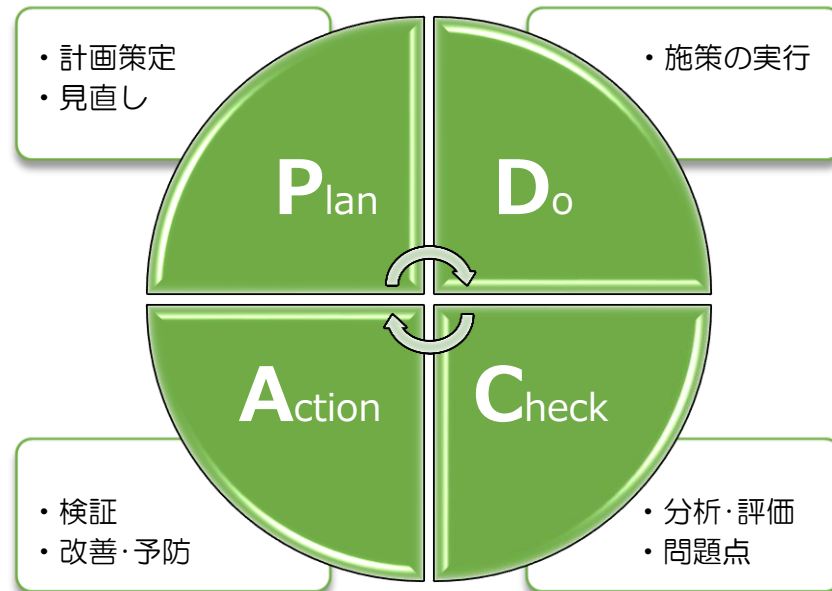 ・計画策定
・見直し
・施策の実行
Plan
Do
Action
Check
・検証
・改善・予防
・分析・評価
・問題点